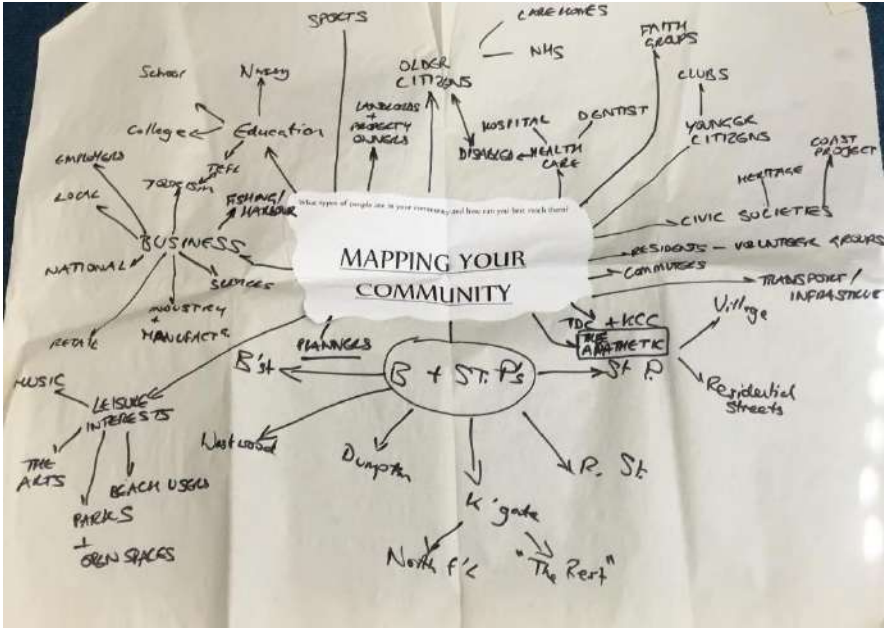 SPORTS
CARE HOMES
NHS
OLDER
CITIZENS
FAITH
GROUPS
CLUBS
School
Nursery
College
Education
TEFL
LANDLORDS
+
PROPERTY
OWNERS
HOSPITAL
DENTIST
DISABLED
HEALTH
CARE
YOUNGER
CITIZENS
COAST
PROJECT
HERITAGE
CIVIC SOCIETIES
EMPLOYERS
LOCAL
TOURISM
FISHING/
HARBOUR
BUSINESS
NATIONAL
SERVICES
INDUSTRY
+
MANUFACTR
RETAIL
What types of people are in your community and how can you best reach them?
MAPPING YOUR
COMMUNITY
RESIDENTS – VOLUNTEER GROUPS
COMMUTERS
TRANSPORT/
INFRASTRUC
TDC + KCC
THE
APATHETIC
Village
Residential
Streets
PLANNERS
B'st
B + ST. P's
St P.
MUSIC
LEISURE
INTERESTS
THE
ARTS
BEACH USERS
PARKS
+
OPEN SPACES
Westwood
Dumpton
K'gate
R. St.
North F'l
"The Rest"